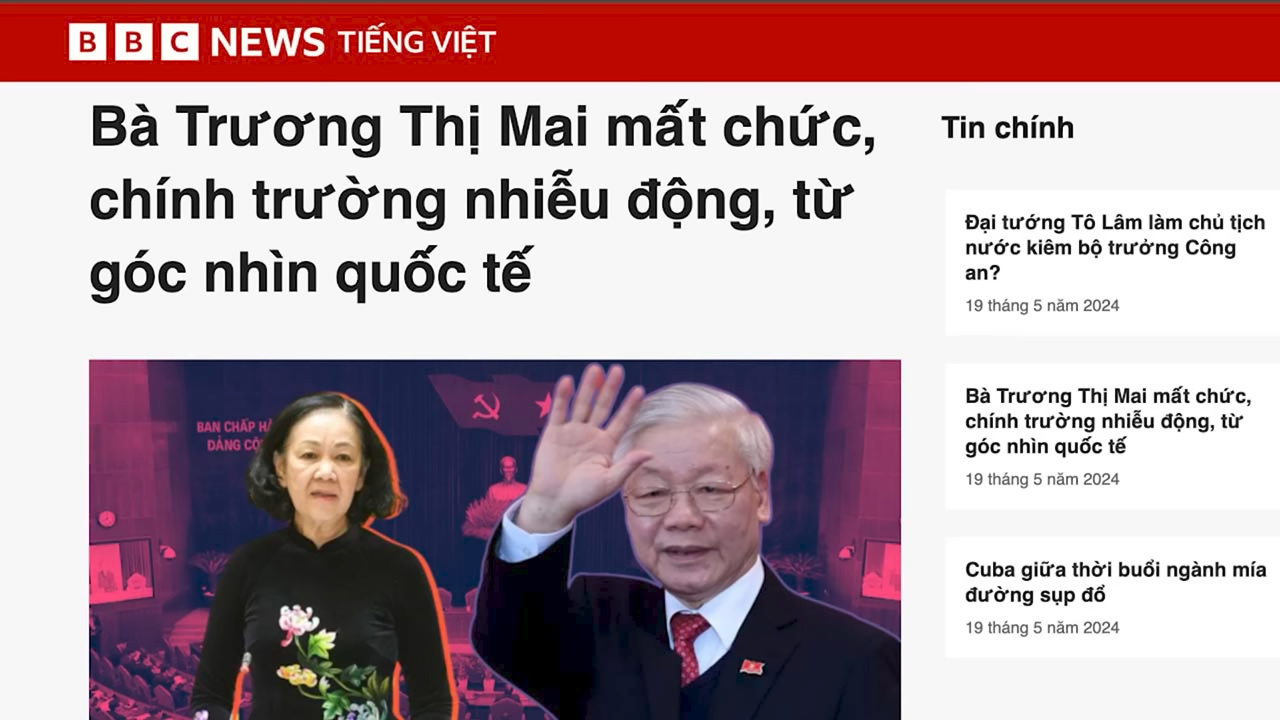 BBC NEWS TIẾNG VIỆT
Bà Trương Thị Mai mất chức,
chính trường nhiễu động, từ
góc nhìn quốc tế
BAN CHẤP HÀ
ĐẢNG CỘ
Tin chính
Đại tướng Tô Lâm làm chủ tịch
nước kiêm bộ trưởng Công
an?
19 tháng 5 năm 2024
Bà Trương Thị Mai mất chức,
chính trường nhiễu động, từ
góc nhìn quốc tế
19 tháng 5 năm 2024
Cuba giữa thời buổi ngành mía
đường sụp đổ
19 tháng 5 năm 2024